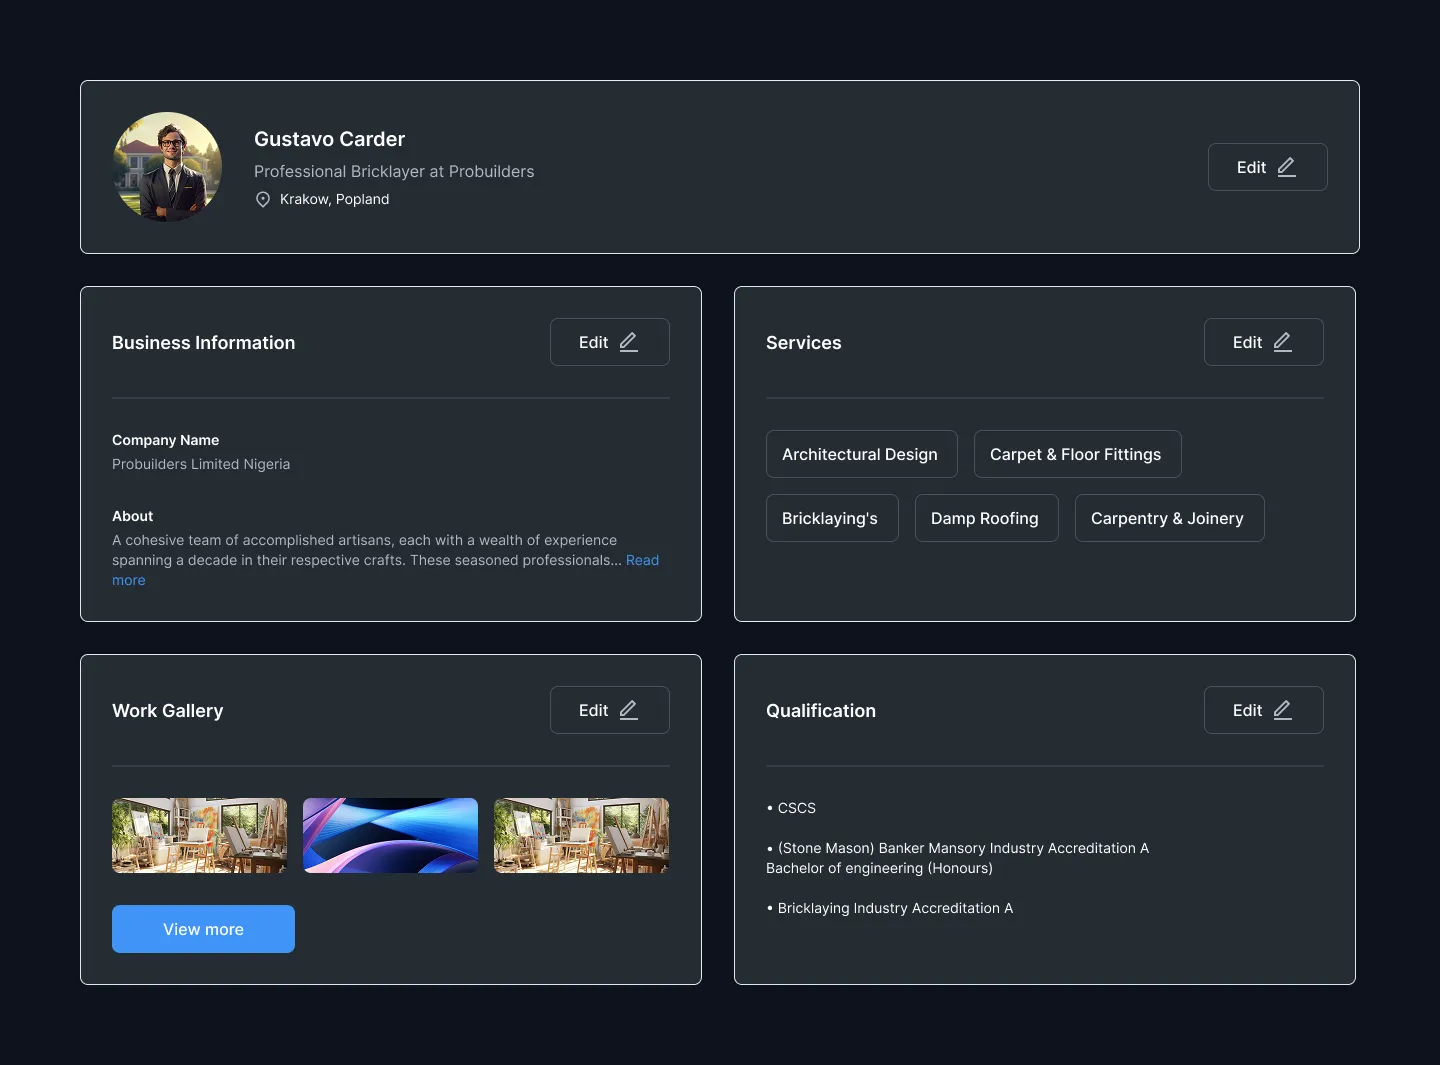 Gustavo Carder
Professional Bricklayer at Probuilders
Krakow, Popland
Edit
Business Information
Edit
Company Name
Probuilders Limited Nigeria
About
A cohesive team of accomplished artisans, each with a wealth of experience
spanning a decade in their respective crafts. These seasoned professionals... Read
more
Services
Edit
Architectural Design
Carpet & Floor Fittings
Bricklaying's
Damp Roofing
Carpentry & Joinery
Work Gallery
Edit
View more
Qualification
Edit
• CSCS
• (Stone Mason) Banker Mansory Industry Accreditation A
Bachelor of engineering (Honours)
• Bricklaying Industry Accreditation A